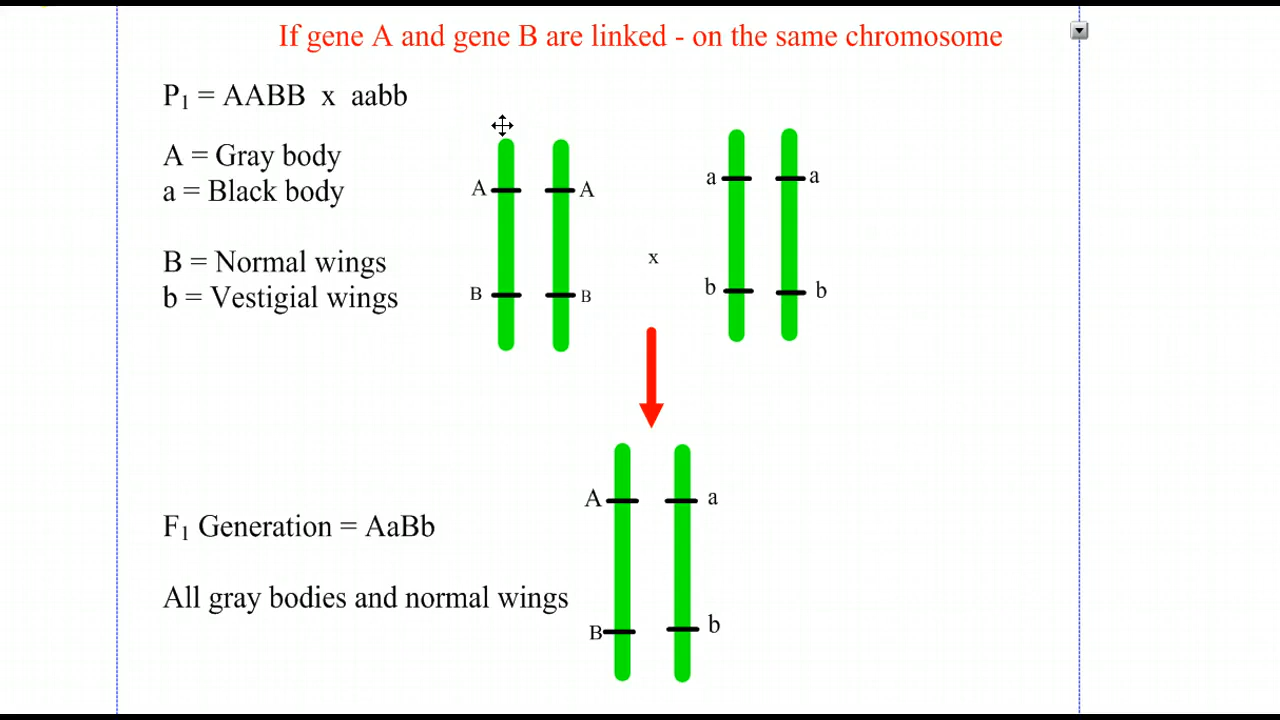 If gene A and gene B are linked - on the same chromosome
P1 = AABB x aabb
A = Gray body
a = Black body
B = Normal wings
b = Vestigial wings
A A
B B
x
a a
b b
F1 Generation = AaBb
All gray bodies and normal wings
A a
B b